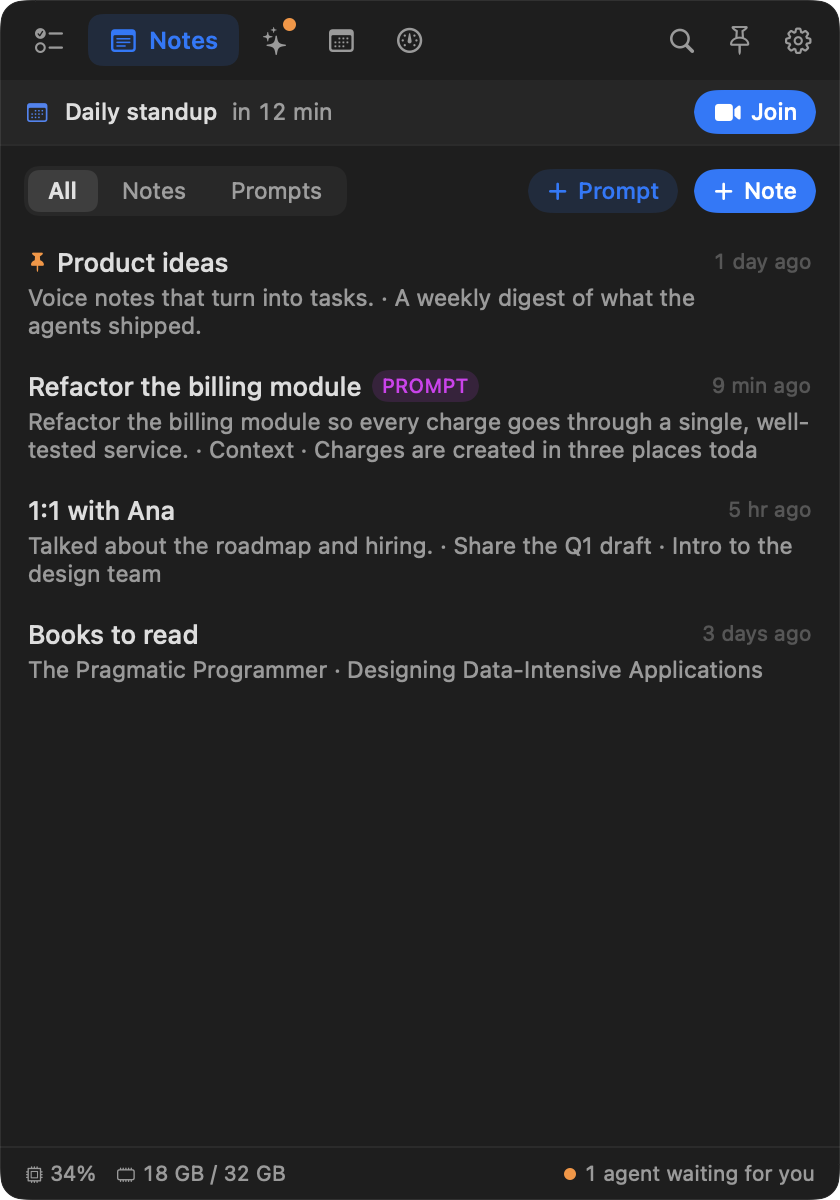 Notes
Daily standup in 12 min Join
All Notes Prompts + Prompt + Note
Product ideas 1 day ago
Voice notes that turn into tasks. · A weekly digest of what the
agents shipped.
Refactor the billing module PROMPT 9 min ago
Refactor the billing module so every charge goes through a single, well-
tested service. · Context · Charges are created in three places toda
1:1 with Ana 5 hr ago
Talked about the roadmap and hiring. · Share the Q1 draft · Intro to the
design team
Books to read 3 days ago
The Pragmatic Programmer · Designing Data-Intensive Applications
34% 18 GB / 32 GB 1 agent waiting for you